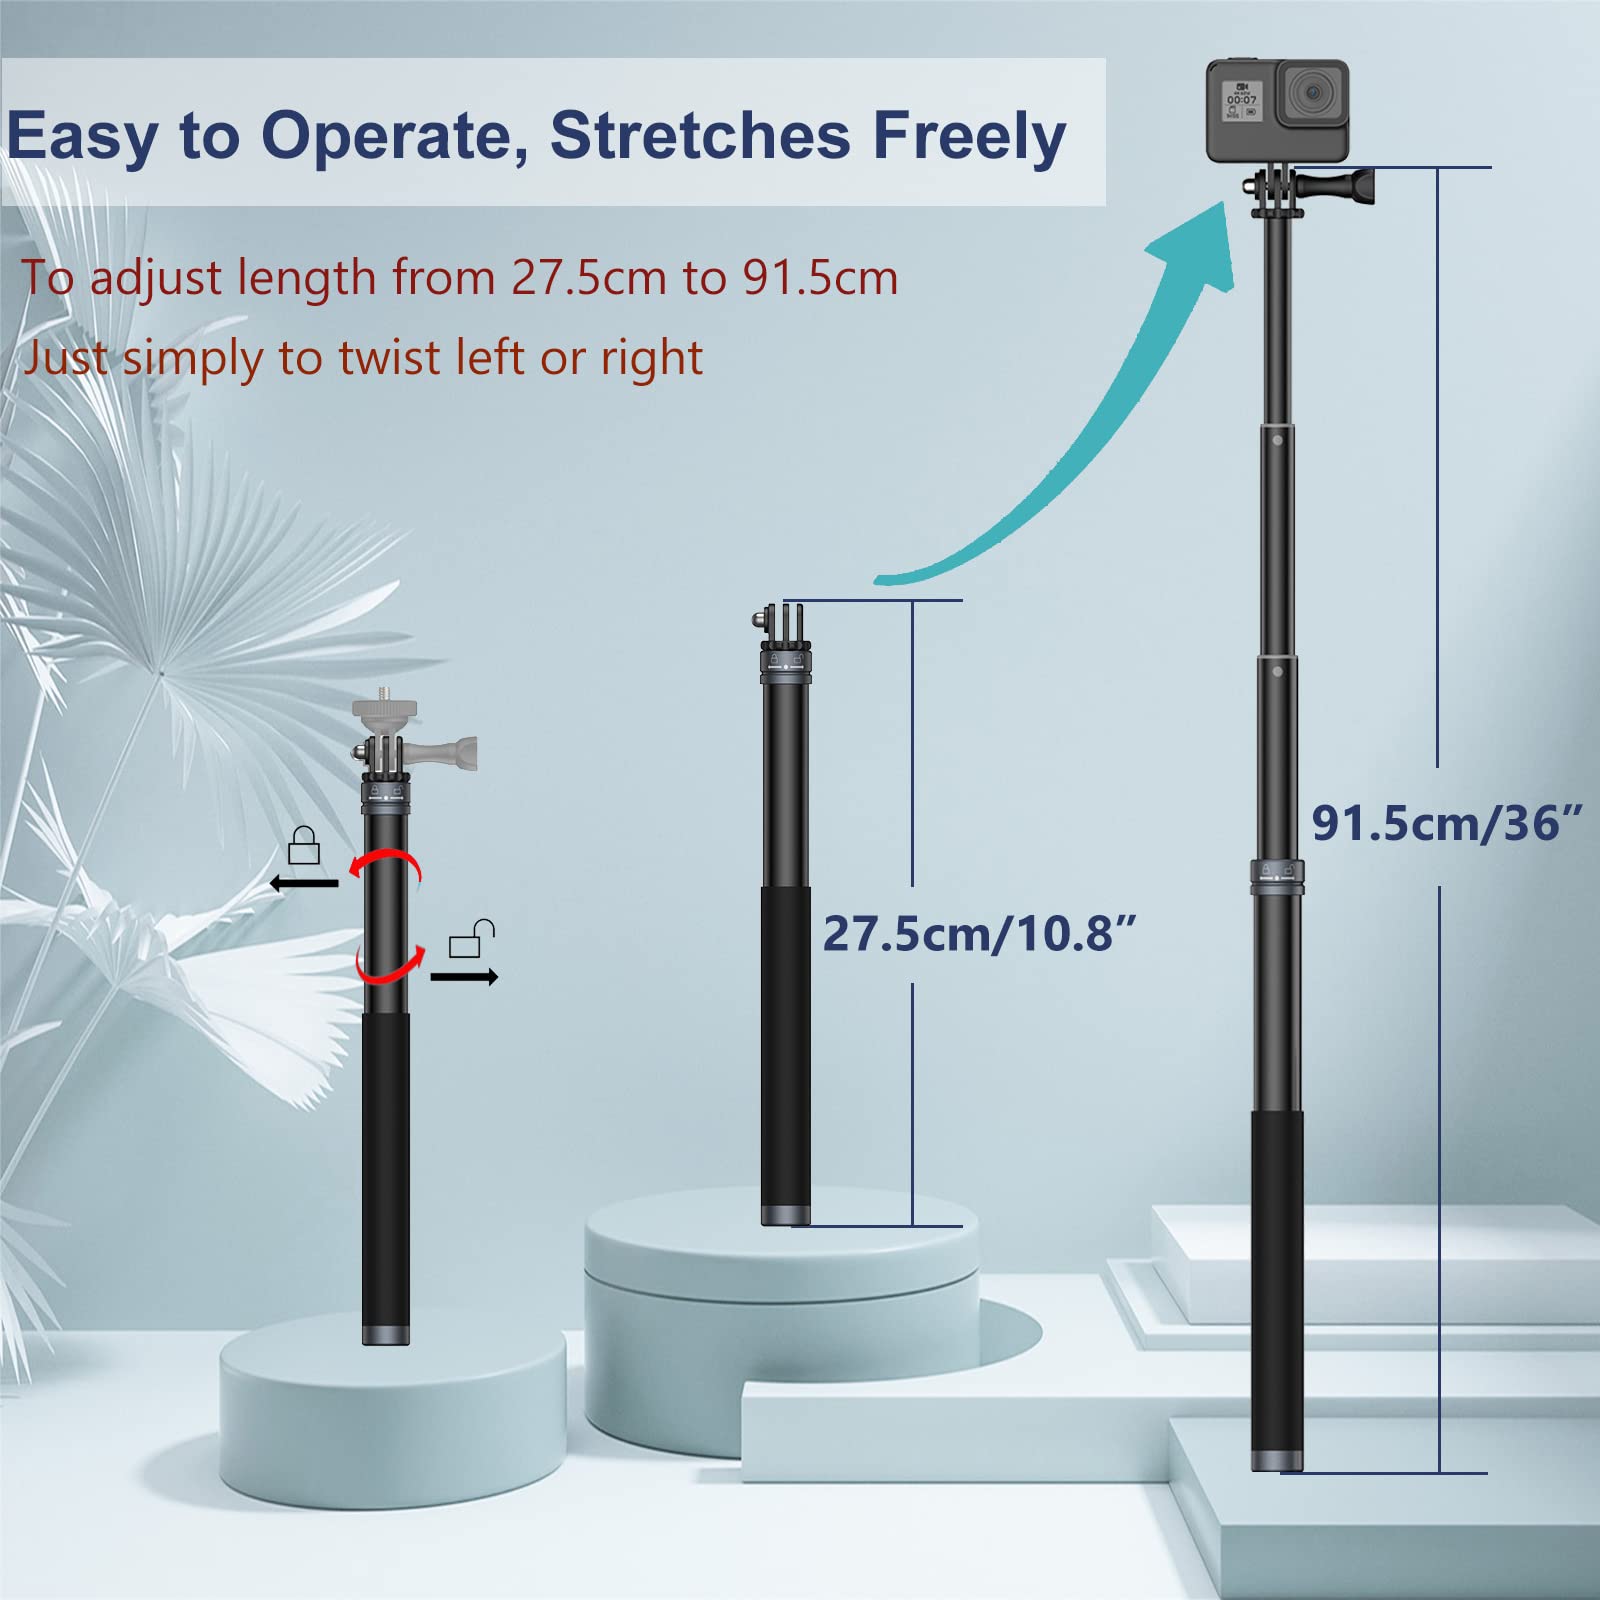 Easy to Operate, Stretches Freely
To adjust length from 27.5cm to 91.5cm
Just simply to twist left or right
00:07
91.5cm/36”
27.5cm/10.8”